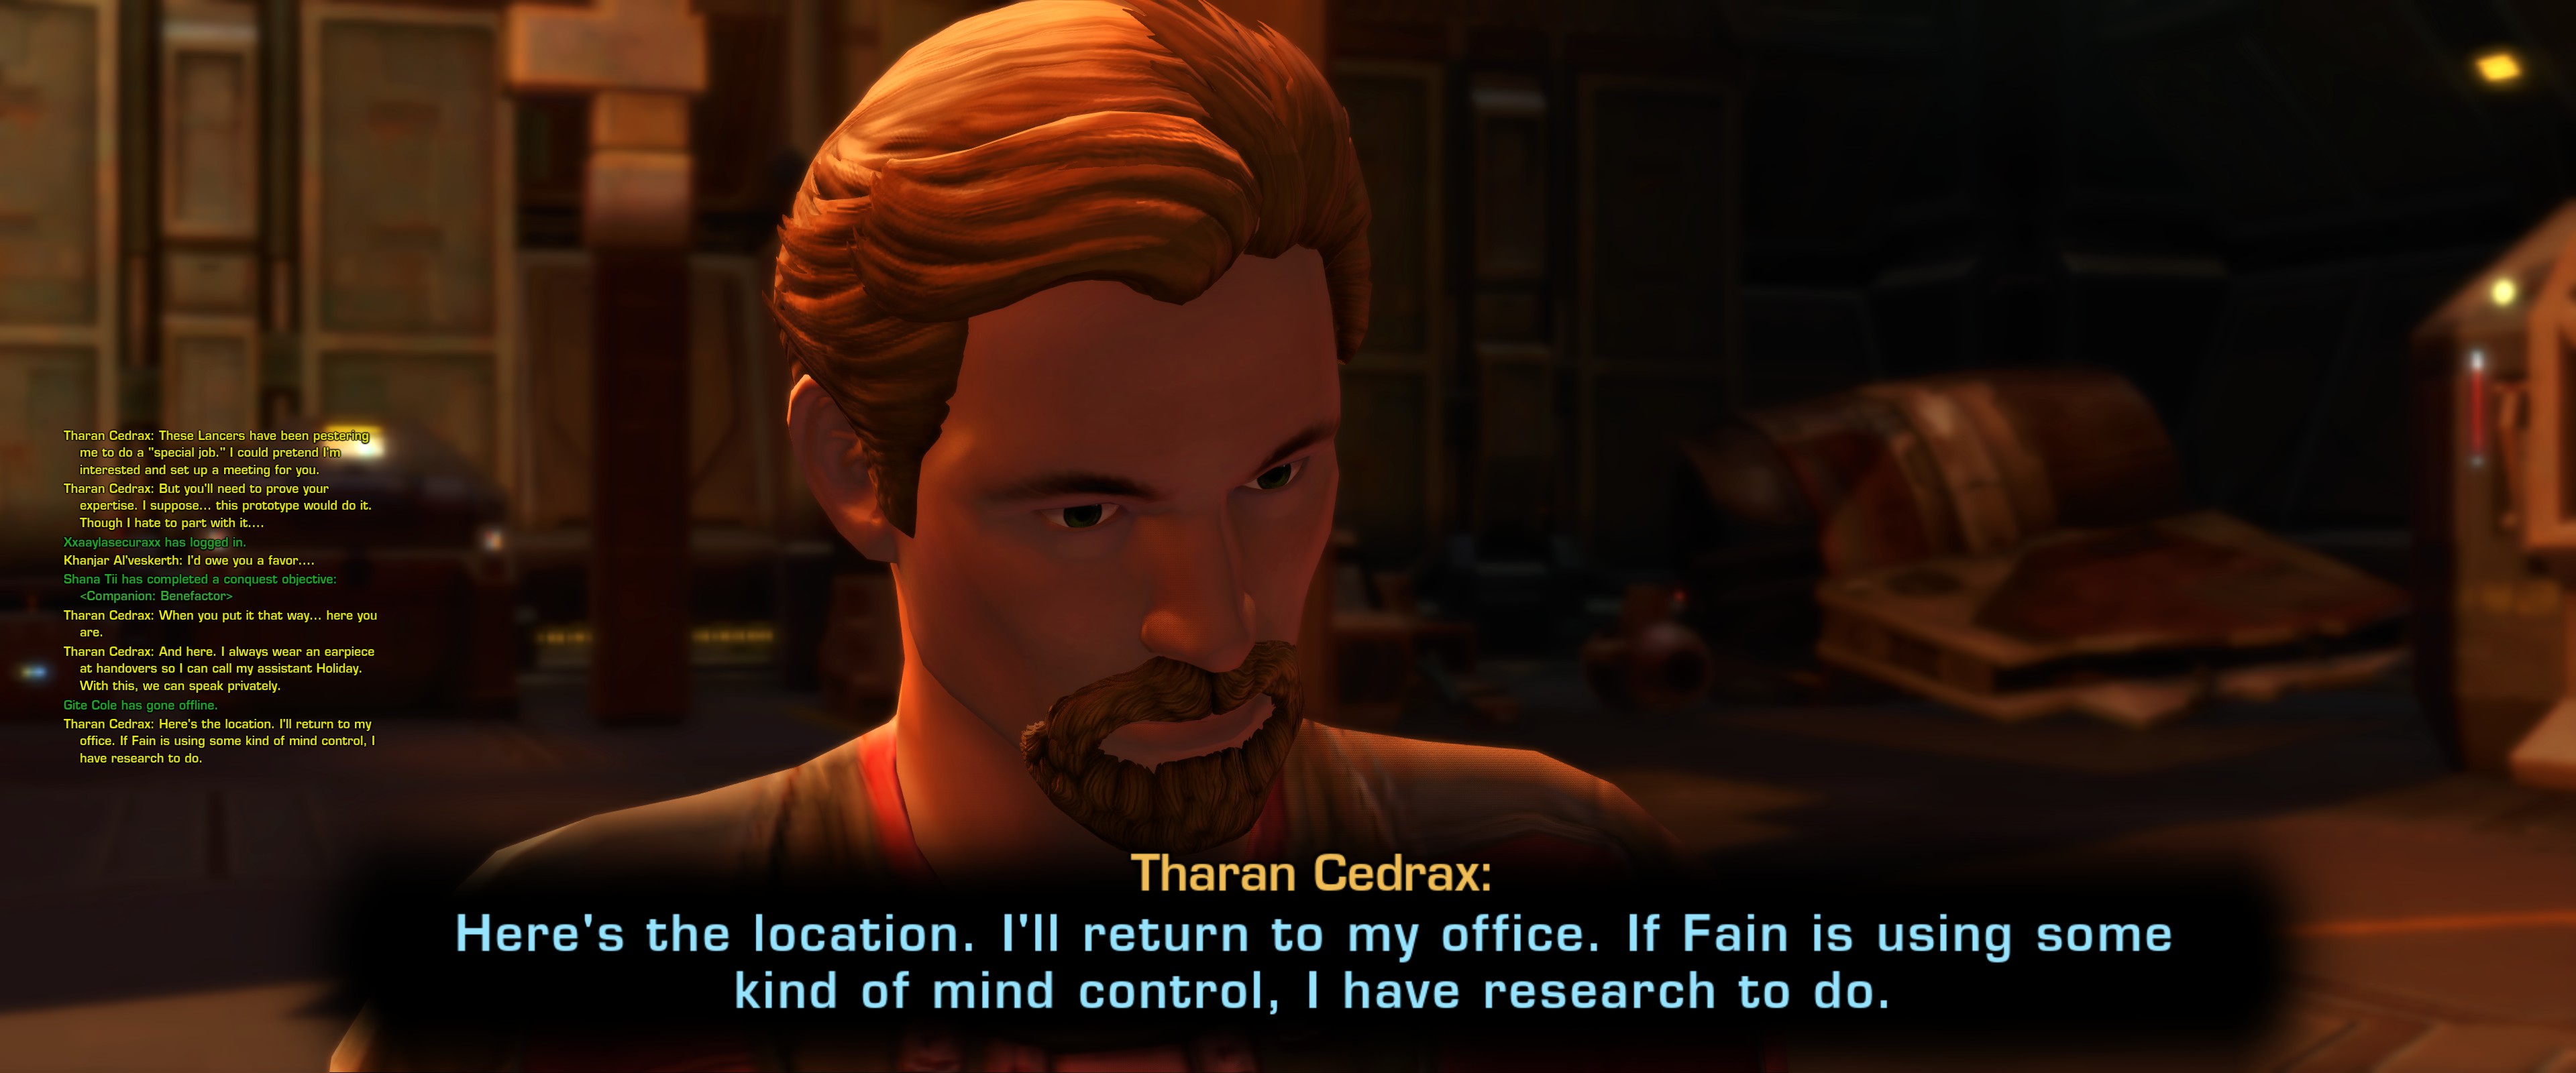 Tharan Cedrax: These Lancers have been pestering
me to do a "special job." I could pretend I'm
interested and set up a meeting for you.
Tharan Cedrax: But you'll need to prove your
expertise. I suppose... this prototype would do it.
Though I hate to part with it....
Xxaaylasecuraxx has logged in.
Khanjar Al'veskerth: I'd owe you a favor....
Shana Tii has completed a conquest objective:
<Companion: Benefactor>
Tharan Cedrax: When you put it that way... here you
are.
Tharan Cedrax: And here. I always wear an earpiece
at handovers so I can call my assistant Holiday.
With this, we can speak privately.
Gite Cole has gone offline.
Tharan Cedrax: Here's the location. I'll return to my
office. If Fain is using some kind of mind control, I
have research to do.
Tharan Cedrax:
Here's the location. I'll return to my office. If Fain is using some
kind of mind control, I have research to do.